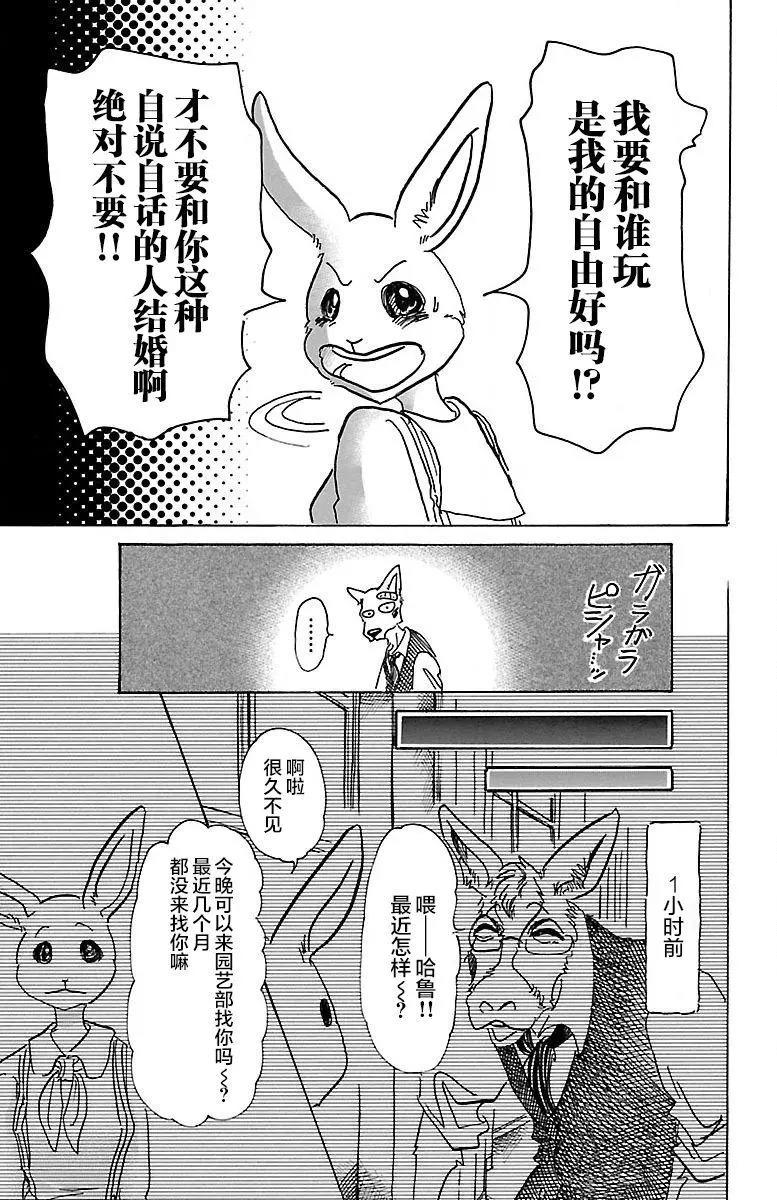 我要和谁玩
是我的自由好吗!?
才不要和你这种
自说自话的人结婚啊
绝对不要!!
ガラガラ
ピシャ…ッ
……
1小时前
喂——哈鲁!!
最近怎样~?
啊啦
很久不见
今晚可以来园艺部找你吗~?
最近几个月
都没来找你嘛